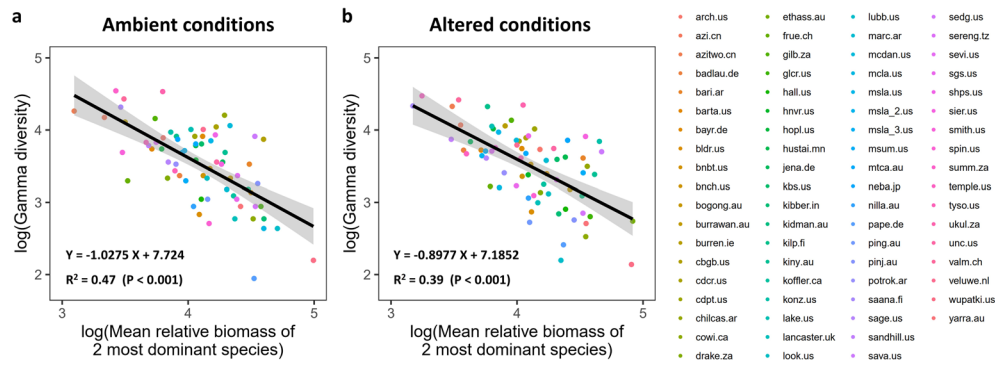 a
Ambient conditions
5
4
3
2
log(Gamma diversity)
Y = -1.0275 X + 7.724
R² = 0.47 (P < 0.001)
3
4
5
log(Mean relative biomass of
2 most dominant species)
b
Altered conditions
5
4
3
2
log(Gamma diversity)
Y = -0.8977 X + 7.1852
R² = 0.39 (P < 0.001)
3
4
5
log(Mean relative biomass of
2 most dominant species)
arch.us
azi.cn
azitwo.cn
badlau.de
bari.ar
barta.us
bayr.de
bldr.us
bnbt.us
bnch.us
bogong.au
burrawan.au
burren.ie
cbgb.us
cdcr.us
cdpt.us
chilcas.ar
cowi.ca
drake.za
ethass.au
frue.ch
gilb.za
glcr.us
hall.us
hnvr.us
hopl.us
hustai.mn
jena.de
kbs.us
kibber.in
kidman.au
kilp.fi
kiny.au
koffler.ca
konz.us
lake.us
lancaster.uk
look.us
lubb.us
marc.ar
mcdan.us
mcla.us
msla.us
msla_2.us
msla_3.us
msum.us
mtca.au
neba.jp
nilla.au
pape.de
ping.au
pinj.au
potrok.ar
saana.fi
sage.us
sandhill.us
sava.us
sedg.us
sereng.tz
sevi.us
sgs.us
shps.us
sier.us
smith.us
spin.us
summ.za
temple.us
tyso.us
ukul.za
unc.us
valm.ch
veluwe.nl
wupatki.us
yarra.au